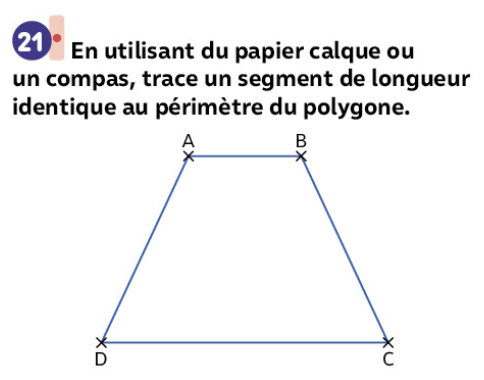 21 En utilisant du papier calque ou
un compas, trace un segment de longueur
identique au périmètre du polygone.
A B
D C